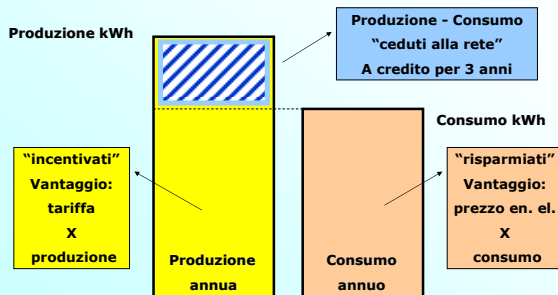 Produzione kWh
Produzione - Consumo
“ceduti alla rete”
A credito per 3 anni
Consumo kWh
“incentivati”
Vantaggio:
tariffa
X
produzione
“risparmiati”
Vantaggio:
prezzo en. el.
X
consumo
Produzione
annua
Consumo
annuo